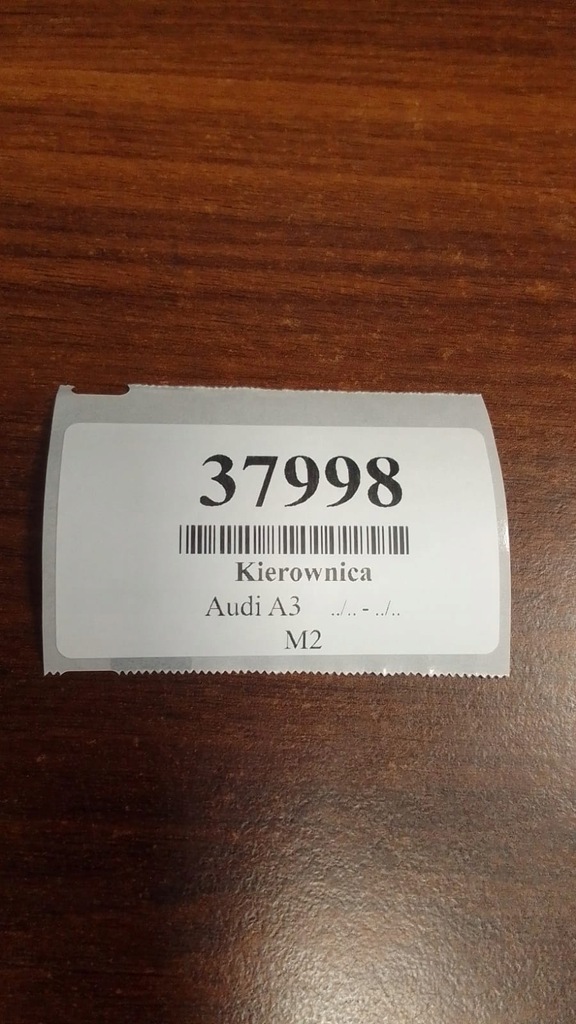 37998
Kierownica
Audi A3 ../.. - ../..
M2